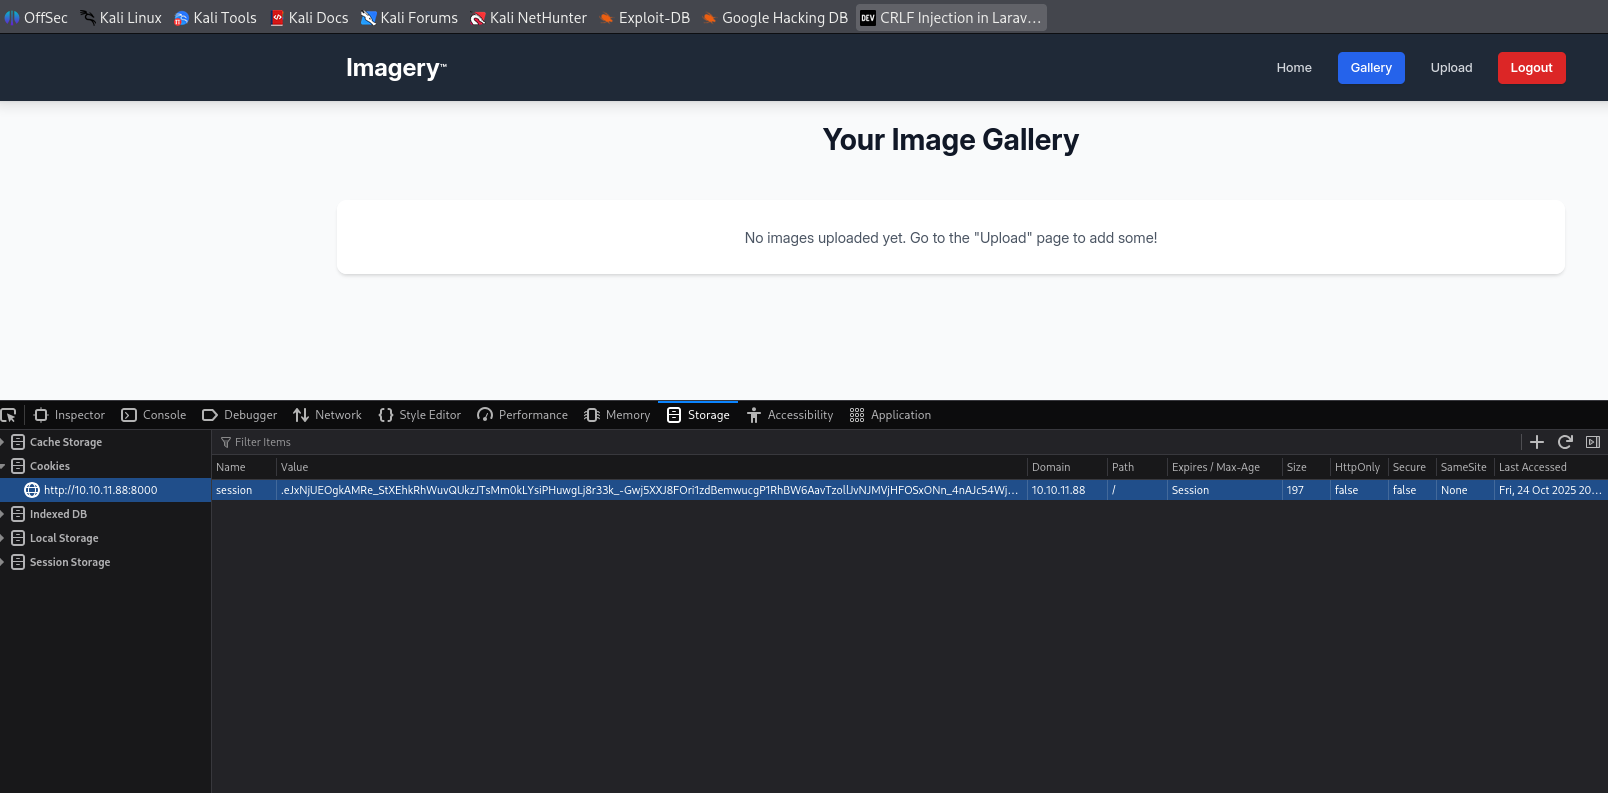 OffSec Kali Linux Kali Tools Kali Docs Kali Forums Kali NetHunter Exploit-DB Google Hacking DB DEV CRLF Injection in Larav…
Imagery™ Home Gallery Upload Logout
Your Image Gallery
No images uploaded yet. Go to the "Upload" page to add some!
Inspector Console Debugger Network Style Editor Performance Memory Storage Accessibility Application
Cache Storage Filter Items
Cookies Name Value Domain Path Expires / Max-Age Size HttpOnly Secure SameSite Last Accessed
http://10.10.11.88:8000 session 10.10.11.88 / Session 197 false false None Fri, 24 Oct 2025 20…
Indexed DB
Local Storage
Session Storage